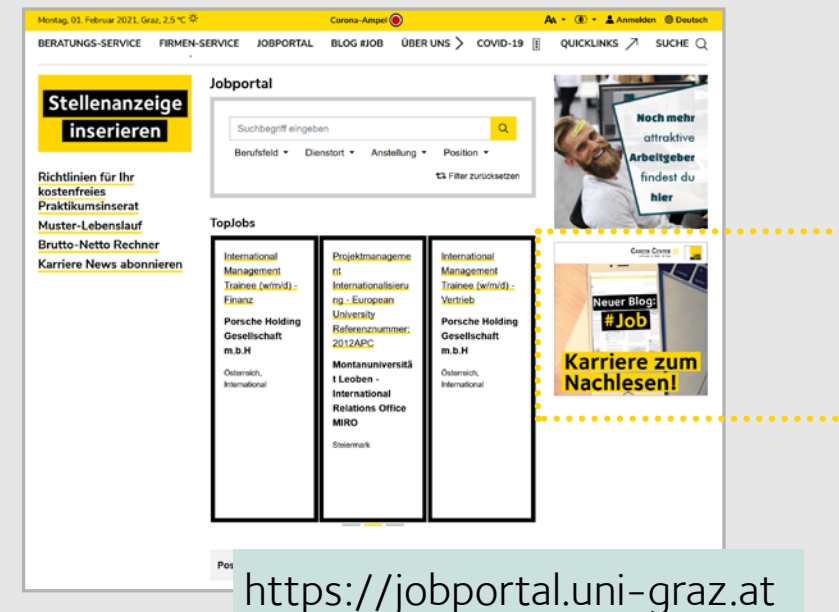 Montag, 01. Februar 2021, Graz, 2,5 °C
Corona-Ampel
AA
Anmelden
Deutsch
BERATUNGS-SERVICE
FIRMEN-SERVICE
JOBPORTAL
BLOG #JOB
ÜBER UNS
COVID-19
QUICKLINKS
SUCHE
Stellenanzeige
inserieren
Richtlinien für Ihr
kostenfreies
Praktikumsinserat
Muster-Lebenslauf
Brutto-Netto Rechner
Karriere News abonnieren
Jobportal
Suchbegriff eingeben
Berufsfeld
Dienstort
Anstellung
Position
Filter zurücksetzen
TopJobs
International
Management
Trainee (w/m/d) -
Finanz
Porsche Holding
Gesellschaft
m.b.H
Österreich,
International
Projektmanageme
nt
Internationalisieru
ng - European
University
Referenznummer:
2012APC
Montanuniversitä
t Leoben -
International
Relations Office
MIRO
Steiermark
International
Management
Trainee (w/m/d) -
Vertrieb
Porsche Holding
Gesellschaft
m.b.H
Österreich,
International
Noch mehr
attraktive
Arbeitgeber
findest du
hier
CAREER CENTER
Neuer Blog:
#Job
Karriere zum
Nachlesen!
Pos
https://jobportal.uni-graz.at